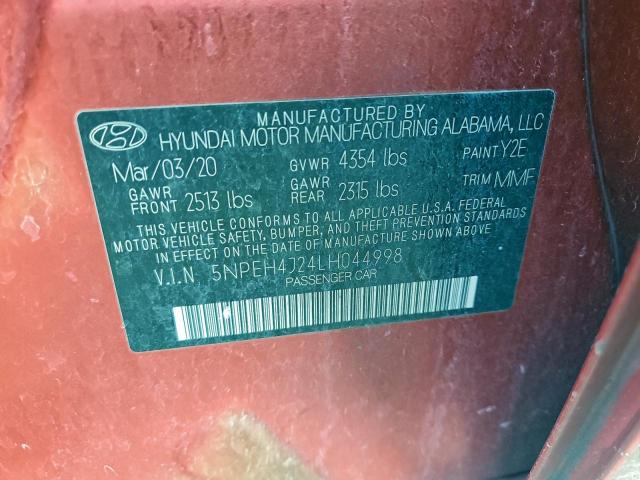 MANUFACTURED BY
HYUNDAI MOTOR MANUFACTURING ALABAMA, LLC
Mar/03/20 GVWR 4354 lbs PAINT Y2E
GAWR FRONT 2513 lbs GAWR REAR 2315 lbs TRIM MMF
THIS VEHICLE CONFORMS TO ALL APPLICABLE U.S.A. FEDERAL
MOTOR VEHICLE SAFETY, BUMPER, AND THEFT PREVENTION STANDARDS
IN EFFECT ON THE DATE OF MANUFACTURE SHOWN ABOVE.
V.I.N. 5NPEH4J24LH044998
PASSENGER CAR